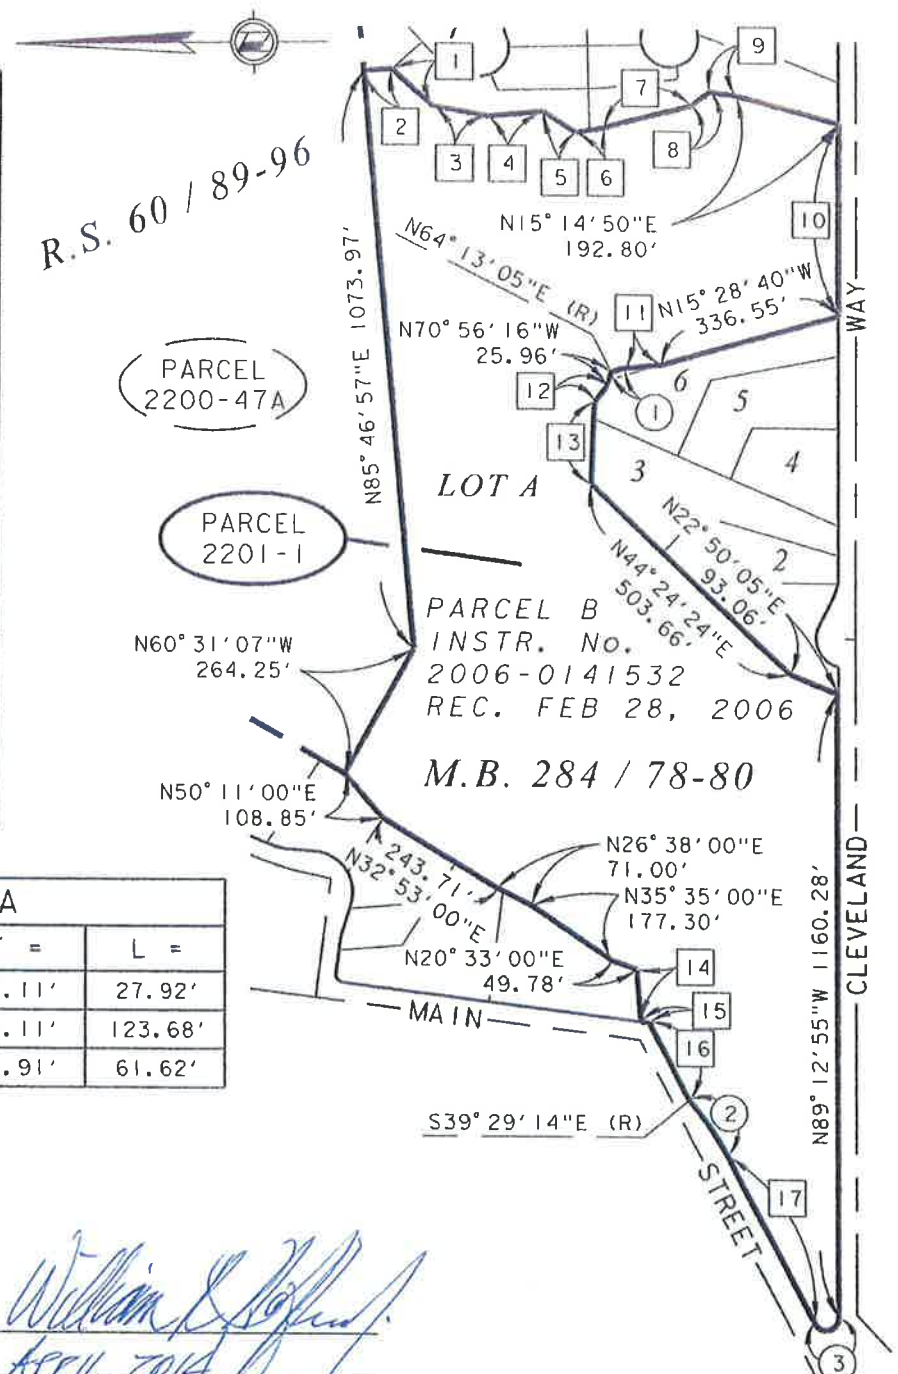 1
9
7
2
3
4
5
6
8
R.S. 60 / 89-96
N15°14'50"E
192.80'
10
N64°13'05"E (R)
N85°46'57"E 1073.97'
N70°56'16"W
25.96'
11
N15°28'40"W
336.55'
WAY
PARCEL
2200-47A
12
1
6
5
13
3
4
LOT A
PARCEL
2201-1
N22°50'05"E
93.06'
2
N44°24'24"E
503.66'
PARCEL B
INSTR. No.
2006-0141532
REC. FEB 28, 2006
N60°31'07"W
264.25'
M.B. 284 / 78-80
N50°11'00"E
108.85'
243.71'
N32°53'00"E
N26°38'00"E
71.00'
N35°35'00"E
177.30'
N20°33'00"E
49.78'
CLEVELAND
N89°12'55"W 1160.28'
A
=
L =
.11'
27.92'
.11'
123.68'
.91'
61.62'
14
MAIN
15
16
S39°29'14"E (R)
2
STREET
17
3
William
APRIL 2014